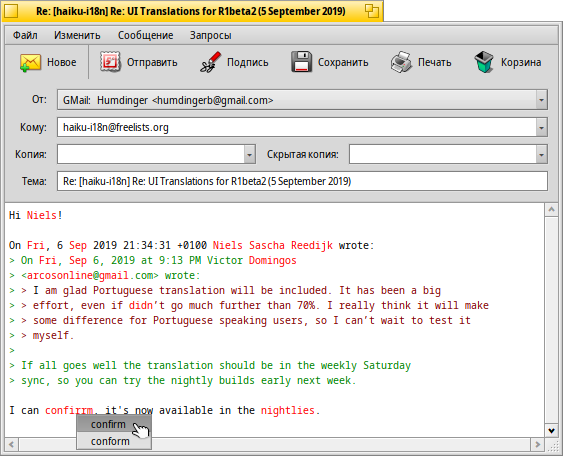 Re: [haiku-i18n] Re: UI Translations for R1beta2 (5 September 2019)
Файл Изменить Сообщение Запросы
Новое Отправить Подпись Сохранить Печать Корзина
От: GMail: Humdinger <humdingerb@gmail.com>
Кому: haiku-i18n@freelists.org
Копия: Скрытая копия:
Тема: Re: [haiku-i18n] Re: UI Translations for R1beta2 (5 September 2019)
Hi Niels!
On Fri, 6 Sep 2019 21:34:31 +0100 Niels Sascha Reedijk wrote:
> On Fri, Sep 6, 2019 at 9:13 PM Victor Domingos
> <arcosonline@gmail.com> wrote:
> > I am glad Portuguese translation will be included. It has been a big
> > effort, even if didn’t go much further than 70%. I really think it will make
> > some difference for Portuguese speaking users, so I can’t wait to test it
> > myself.
>
> If all goes well the translation should be in the weekly Saturday
> sync, so you can try the nightly builds early next week.
I can confirrm, it's now available in the nightlies.
confirm
conform